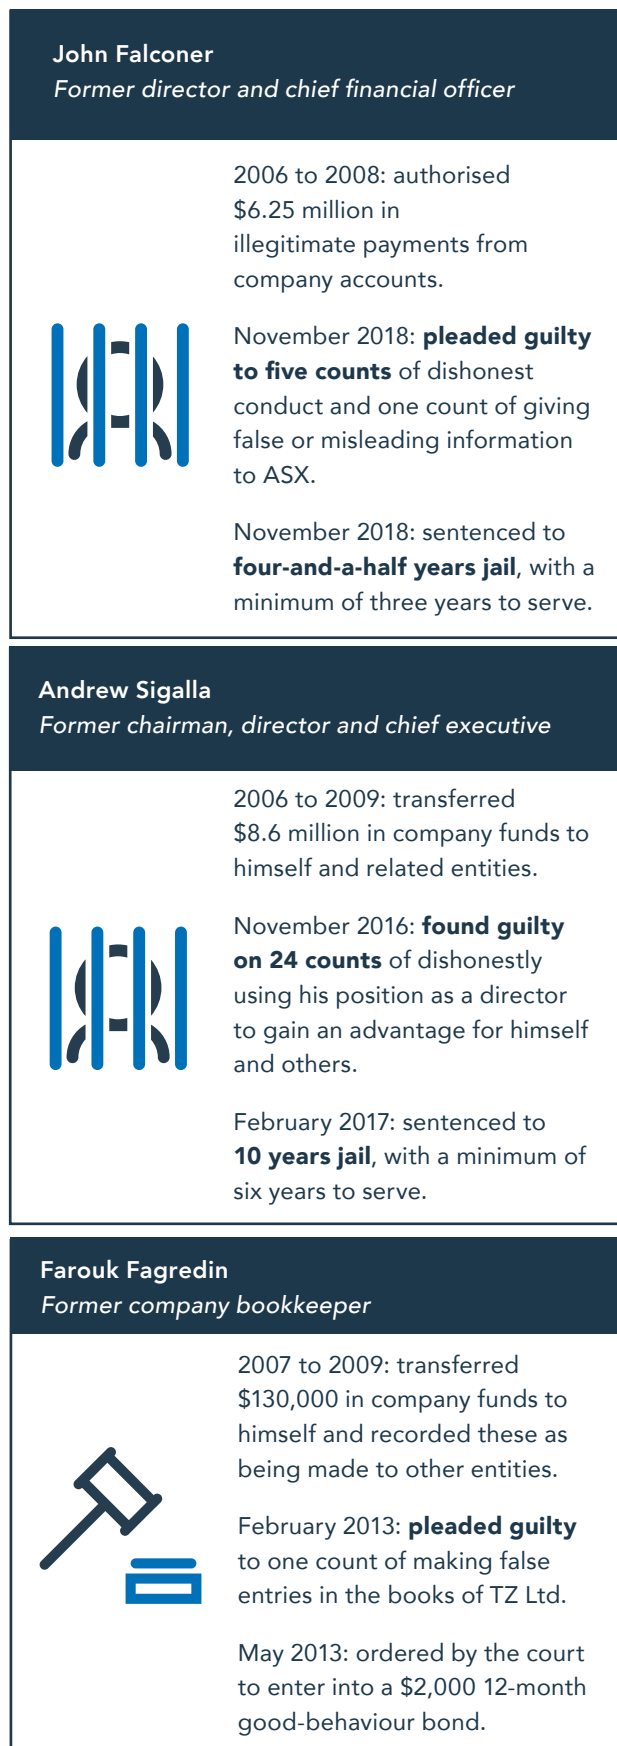 John Falconer
Former director and chief financial officer
2006 to 2008: authorised
$6.25 million in
illegitimate payments from
company accounts.
November 2018: pleaded guilty
to five counts of dishonest
conduct and one count of giving
false or misleading information
to ASX.
November 2018: sentenced to
four-and-a-half years jail, with a
minimum of three years to serve.
Andrew Sigalla
Former chairman, director and chief executive
2006 to 2009: transferred
$8.6 million in company funds to
himself and related entities.
November 2016: found guilty
on 24 counts of dishonestly
using his position as a director
to gain an advantage for himself
and others.
February 2017: sentenced to
10 years jail, with a minimum of
six years to serve.
Farouk Fagredin
Former company bookkeeper
2007 to 2009: transferred
$130,000 in company funds to
himself and recorded these as
being made to other entities.
February 2013: pleaded guilty
to one count of making false
entries in the books of TZ Ltd.
May 2013: ordered by the court
to enter into a $2,000 12-month
good-behaviour bond.